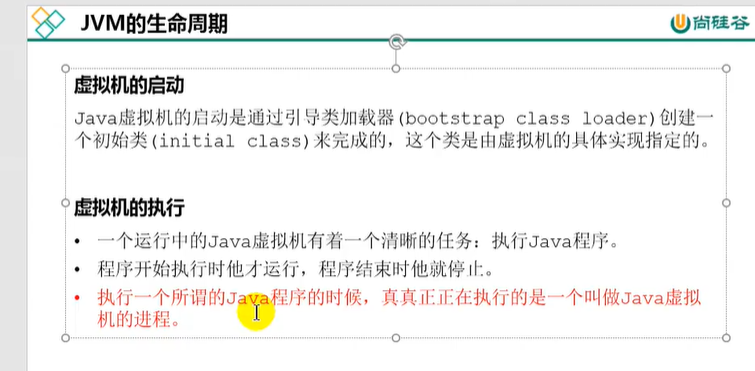 JVM的生命周期
尚硅谷
虚拟机的启动
Java虚拟机的启动是通过引导类加载器(bootstrap class loader)创建一
个初始类(initial class)来完成的，这个类是由虚拟机的具体实现指定的。
虚拟机的执行
• 一个运行中的Java虚拟机有着一个清晰的任务：执行Java程序。
• 程序开始执行时他才运行，程序结束时他就停止。
• 执行一个所谓的Java程序的时候，真真正正在执行的是一个叫做Java虚拟
机的进程。